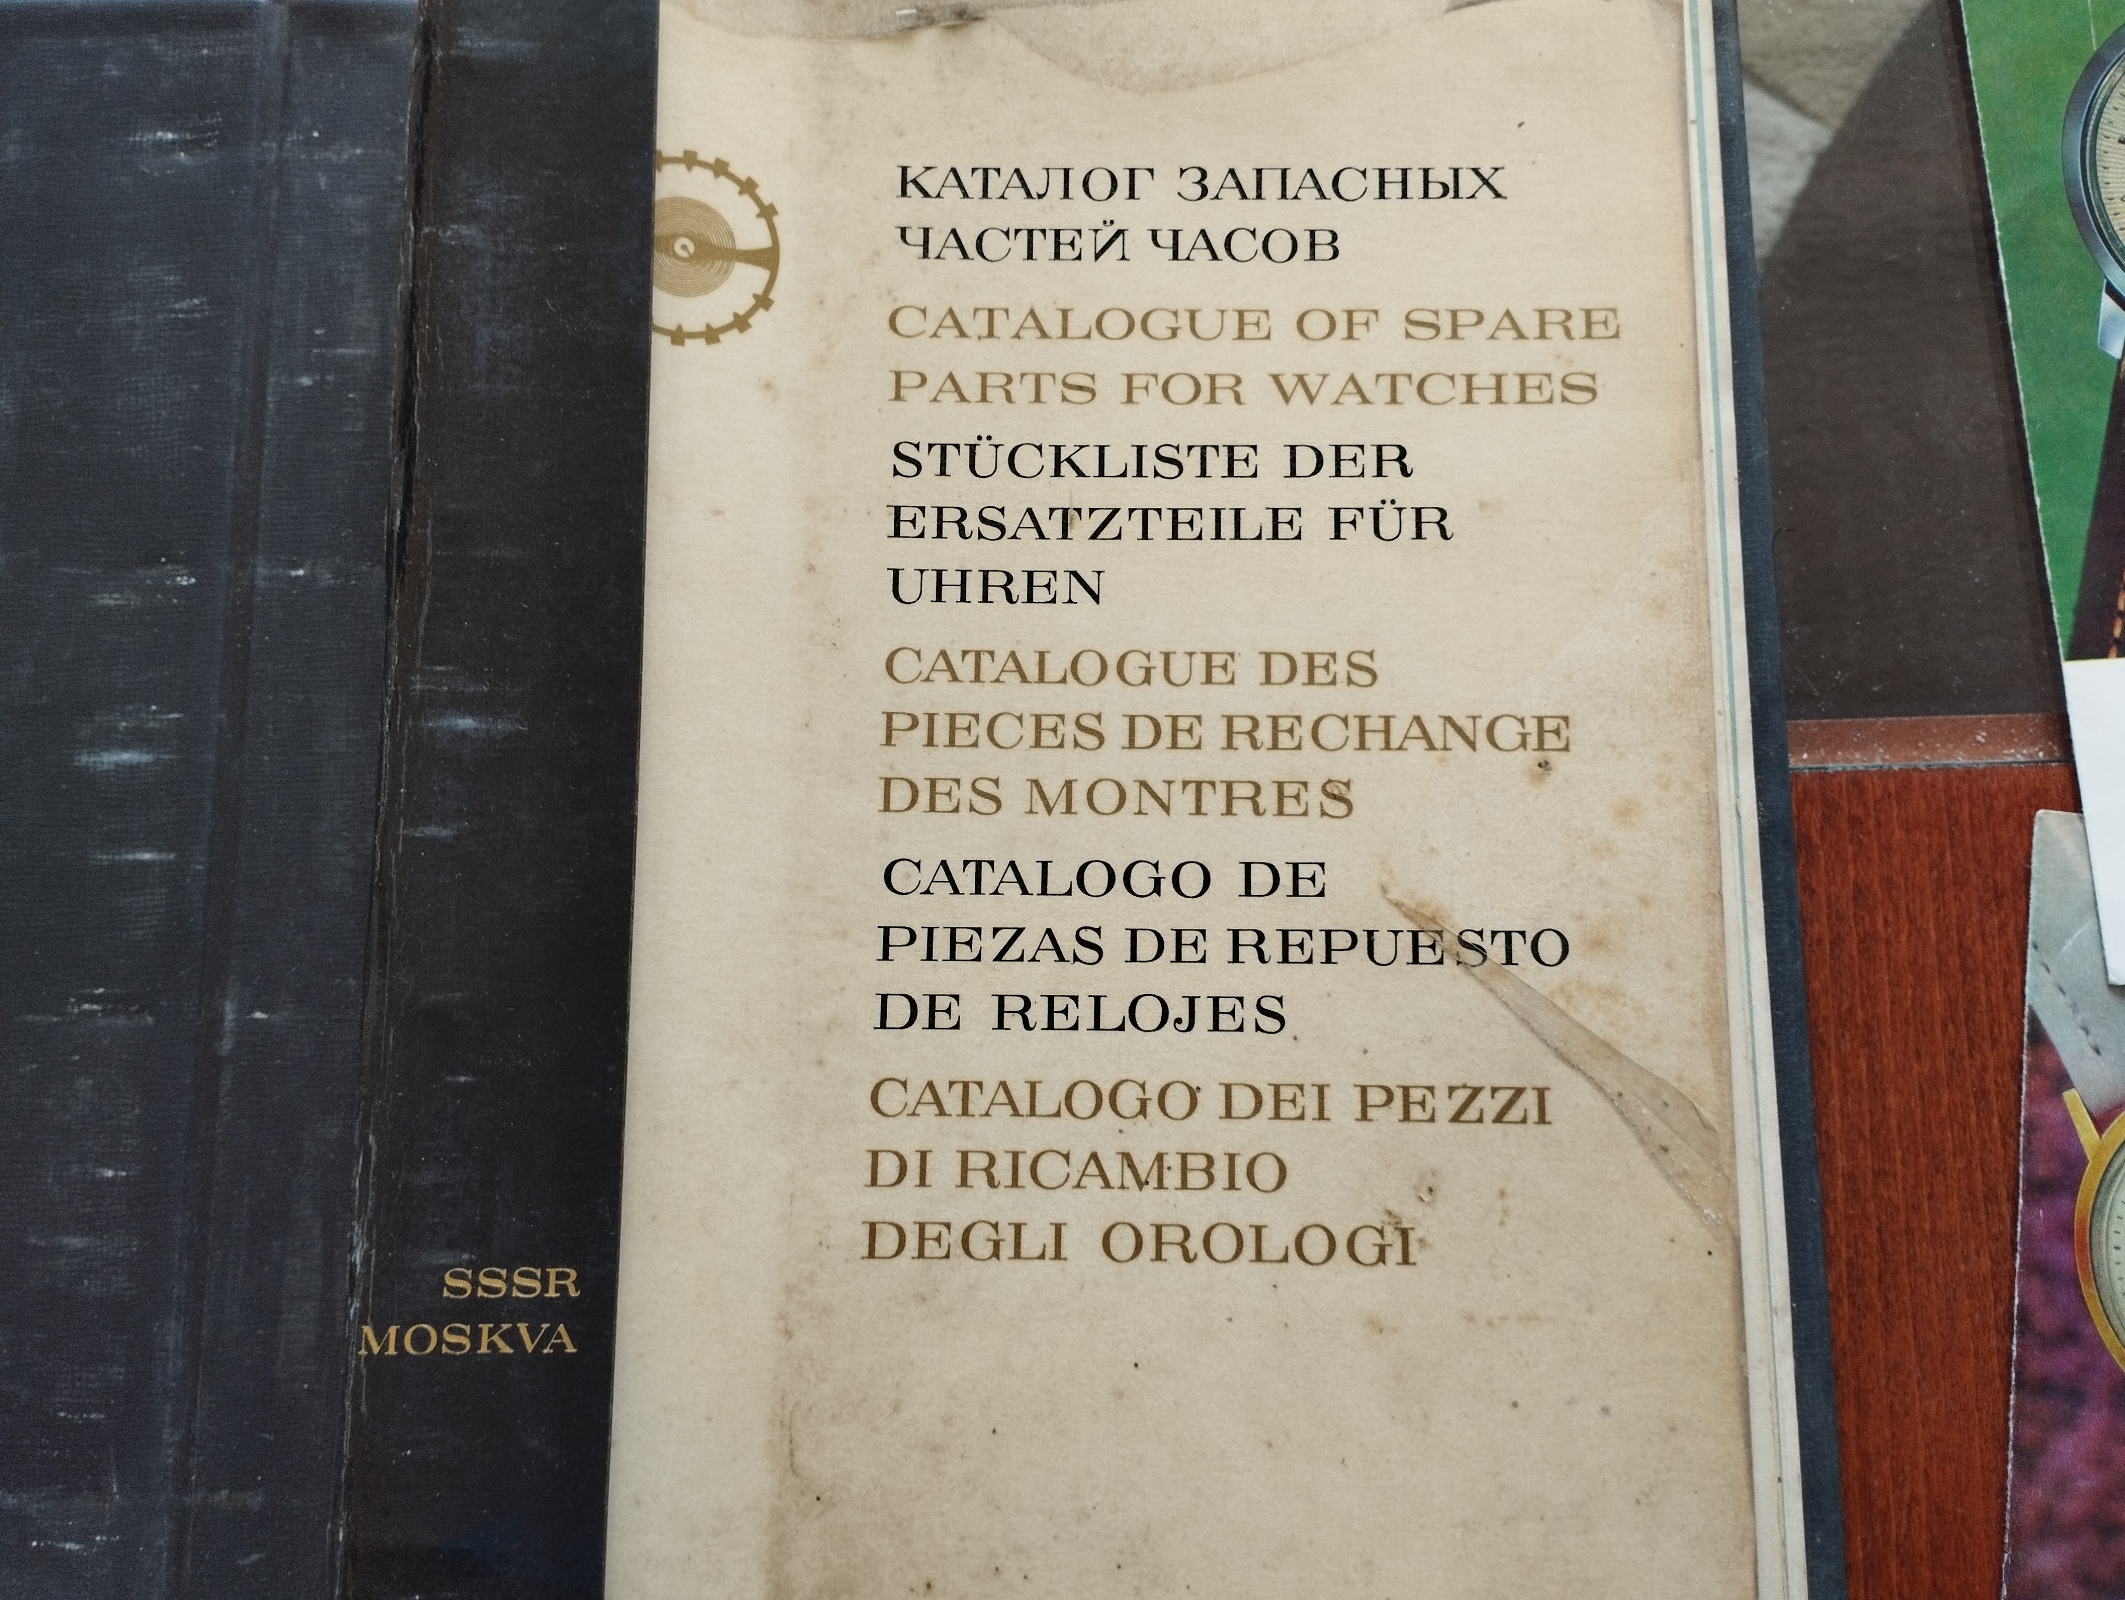 КАТАЛОГ ЗАПАСНЫХ
ЧАСТЕЙ ЧАСОВ
CATALOGUE OF SPARE
PARTS FOR WATCHES
STÜCKLISTE DER
ERSATZTEILE FÜR
UHREN
CATALOGUE DES
PIECES DE RECHANGE
DES MONTRES
CATALOGO DE
PIEZAS DE REPUESTO
DE RELOJES
CATALOGO DEI PEZZI
DI RICAMBIO
DEGLI OROLOGI
SSSR
MOSKVA